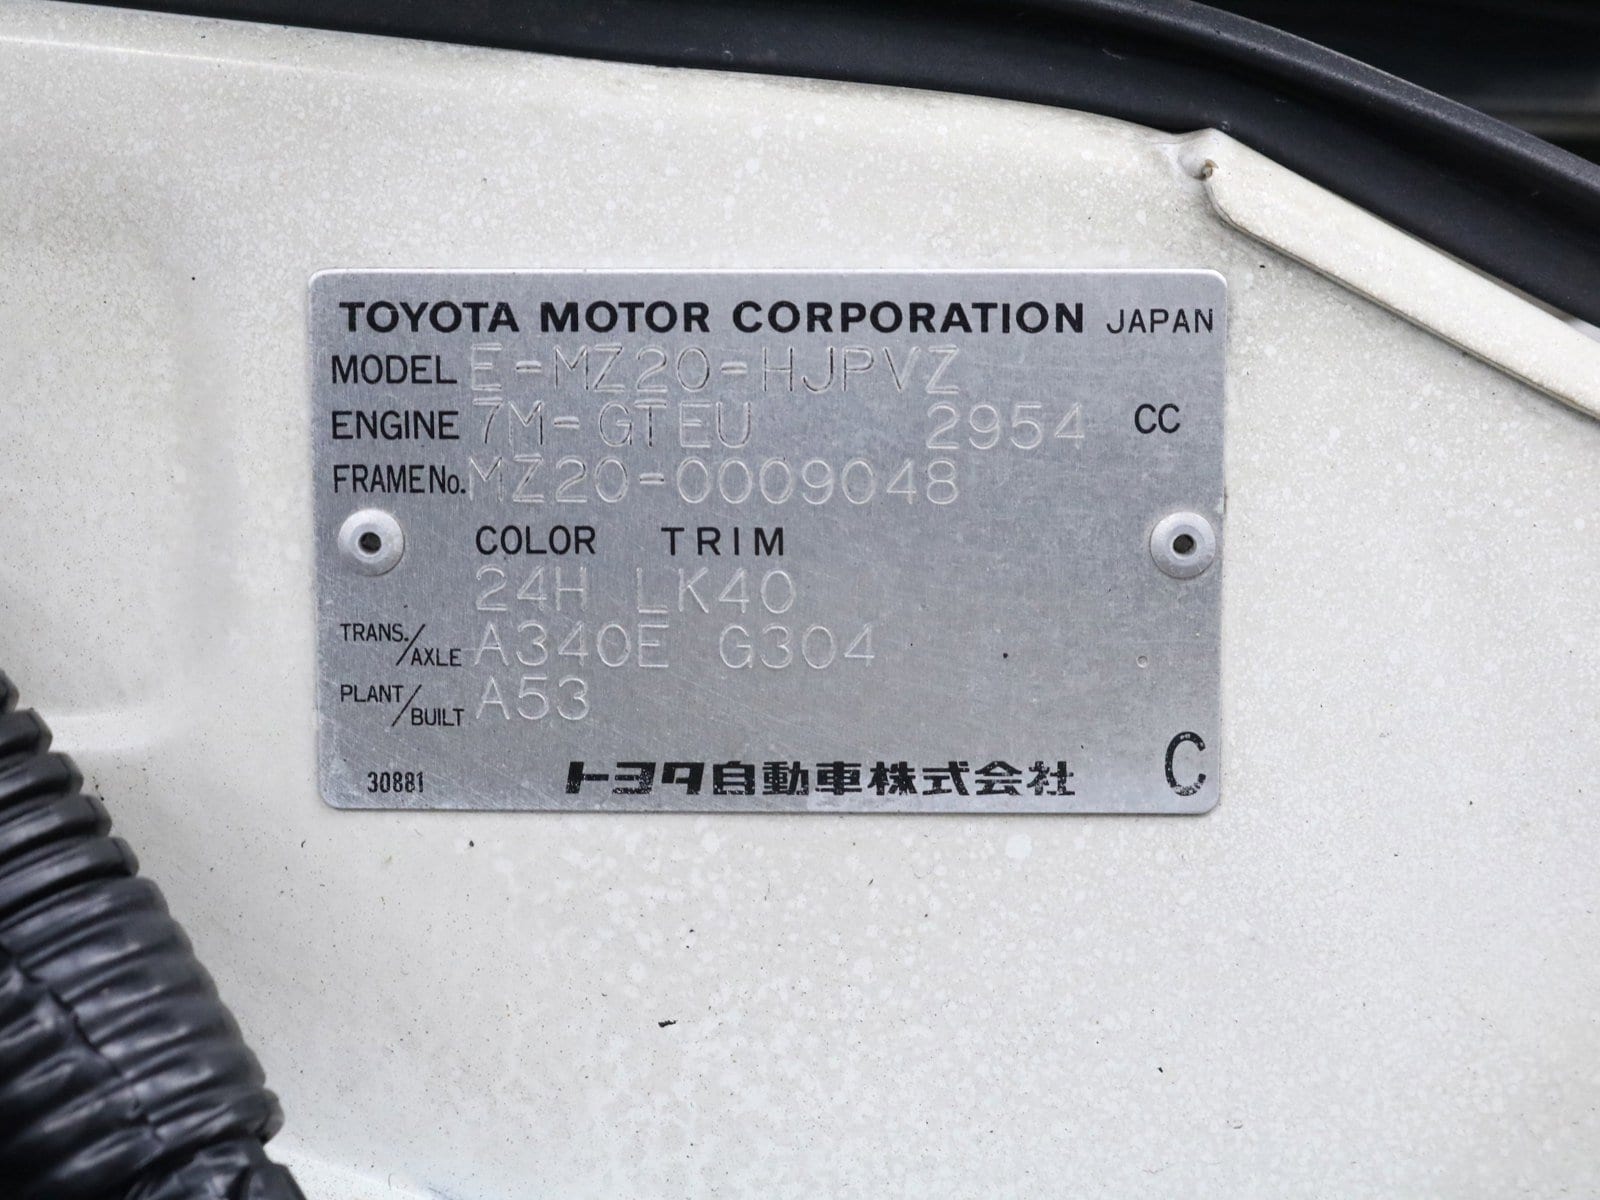 TOYOTA MOTOR CORPORATION JAPAN
MODEL E-MZ20-HJPVZ
ENGINE 7M-GTEU 2954 CC
FRAME No. MZ20-0009048
COLOR TRIM
24H LK40
TRANS./AXLE A340E G304
PLANT/BUILT A53
30881 トヨタ自動車株式会社 C